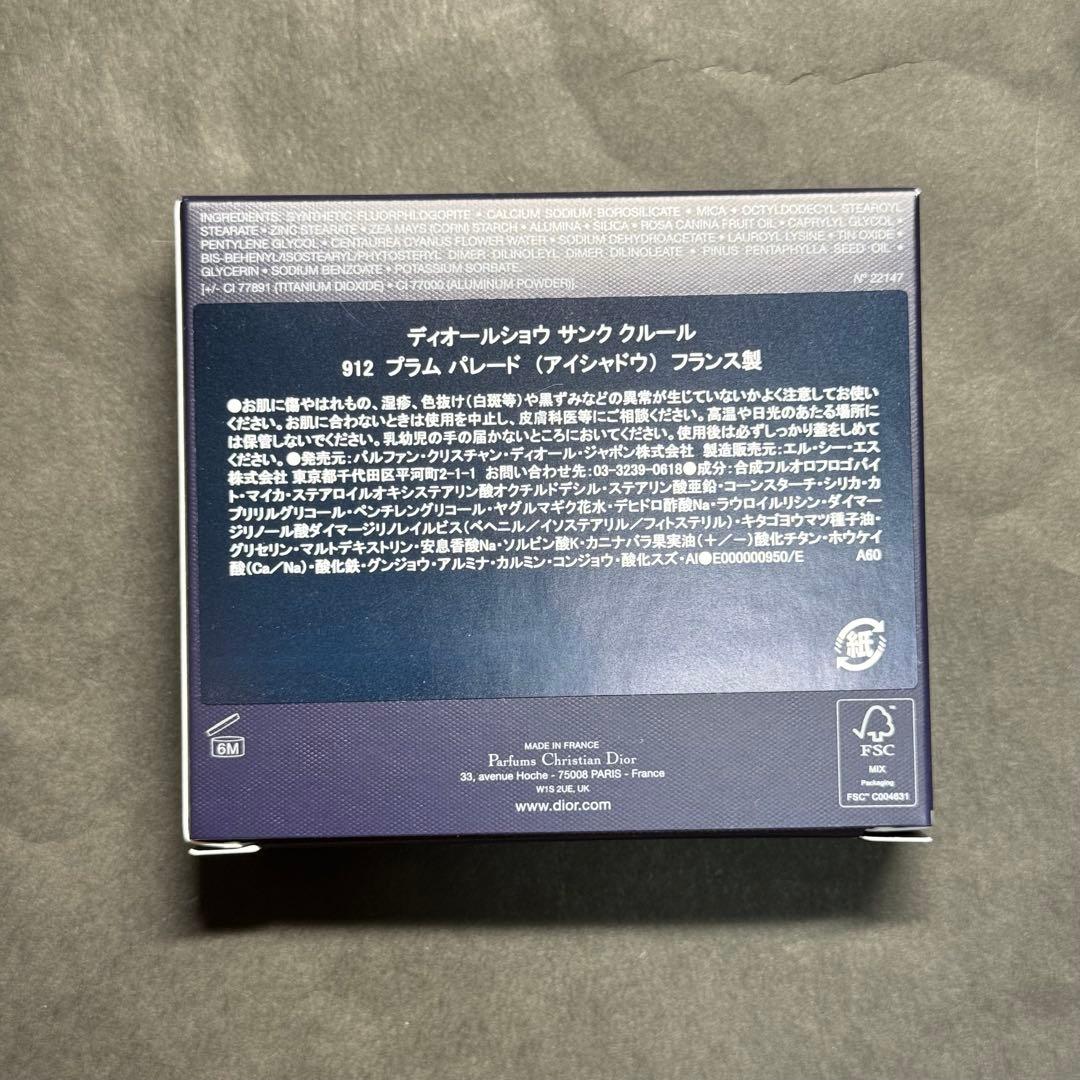 INGREDIENTS: SYNTHETIC FLUORPHLOGOPITE • CALCIUM SODIUM BOROSILICATE • MICA • OCTYLDODECYL STEAROYL
STEARATE • ZINC STEARATE • ZEA MAYS (CORN) STARCH • ALUMINA • SILICA • ROSA CANINA FRUIT OIL • CAPRYLYL GLYCOL •
PENTYLENE GLYCOL • CENTAUREA CYANUS FLOWER WATER • SODIUM DEHYDROACETATE • LAUROYL LYSINE • TIN OXIDE •
BIS-BEHENYL/ISOSTEARYL/PHYTOSTERYL DIMER DILINOLEYL DIMER DILINOLEATE • PINUS PENTAPHYLLA SEED OIL •
GLYCERIN • SODIUM BENZOATE • POTASSIUM SORBATE.
[+/- CI 77891 (TITANIUM DIOXIDE) • CI 77000 (ALUMINUM POWDER)]. N° 22147
ディオールショウ サンク クルール
912 プラム パレード (アイシャドウ) フランス製
●お肌に傷やはれもの、湿疹、色抜け(白斑等)や黒ずみなどの異常が生じていないかよく注意してお使い
ください。お肌に合わないときは使用を中止し、皮膚科医等にご相談ください。高温や日光のあたる場所に
は保管しないでください。乳幼児の手の届かないところにおいてください。使用後は必ずしっかり蓋をしめて
ください。●発売元:パルファン・クリスチャン・ディオール・ジャポン株式会社 製造販売元:エル・シー・エス
株式会社 東京都千代田区平河町2-1-1 お問い合わせ先:03-3239-0618●成分:合成フルオロフロゴパイ
ト・マイカ・ステアロイルオキシステアリン酸オクチルドデシル・ステアリン酸亜鉛・コーンスターチ・シリカ・カ
プリリルグリコール・ペンチレングリコール・ヤグルマギク花水・デヒドロ酢酸Na・ラウロイルリシン・ダイマー
ジリノール酸ダイマージリノレイルビス(ベヘニル/イソステアリル/フィトステリル)・キタゴヨウマツ種子油・
グリセリン・マルトデキストリン・安息香酸Na・ソルビン酸K・カニナバラ果実油(+/-)酸化チタン・ホウケイ
酸(Ca/Na)・酸化鉄・グンジョウ・アルミナ・カルミン・コンジョウ・酸化スズ・Al●E000000950/E A60
紙
6M
MADE IN FRANCE
Parfums Christian Dior
33, avenue Hoche - 75008 PARIS - France
W1S 2UE, UK
www.dior.com
FSC™
MIX
Packaging
FSC™ C004631